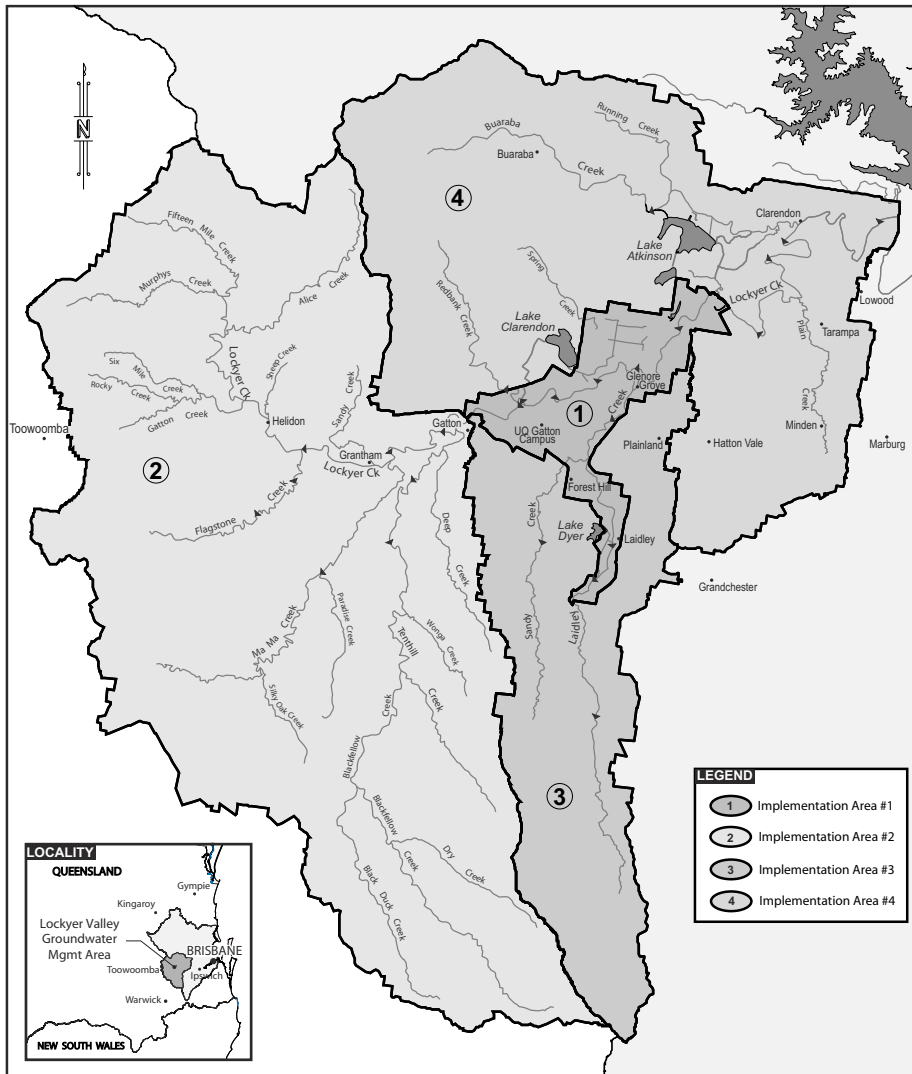 N
Running
Creek
Buaraba
Buaraba
Creek
4
Clarendon
Fifteen
Mile
Creek
Lake
Atkinson
Spring
Creek
Murphys
Creek
Alice Creek
Redbank Creek
Lockyer Ck
Lowood
Lake
Clarendon
Plain
Creek
Tarampa
Lockyer Ck
Sheep Creek
Six
Mile
Creek
Rocky
Creek
Sandy Creek
Glenore
Grove
Creek
1
Gatton Creek
Helidon
Gatton
UQ Gatton
Campus
Minden
Toowoomba
Plainland
Hatton Vale
Marburg
2
Grantham
Lockyer Ck
Forest Hill
Flagstone
Creek
Deep
Creek
Creek
Lake
Dyer
Laidley
Grandchester
Paradise Creek
Sandy
Laidley
Ma Ma Creek
Tenthill
Wonga Creek
Silky Oak Creek
Creek
Creek
Blackfellow
3
Blackfellow
Creek
Dry
Creek
Black Duck Creek
LEGEND
1 Implementation Area #1
2 Implementation Area #2
3 Implementation Area #3
4 Implementation Area #4
LOCALITY
QUEENSLAND
Gympie
Kingaroy
Lockyer Valley
Groundwater
Mgmt Area
BRISBANE
Toowoomba
Ipswich
Warwick
NEW SOUTH WALES